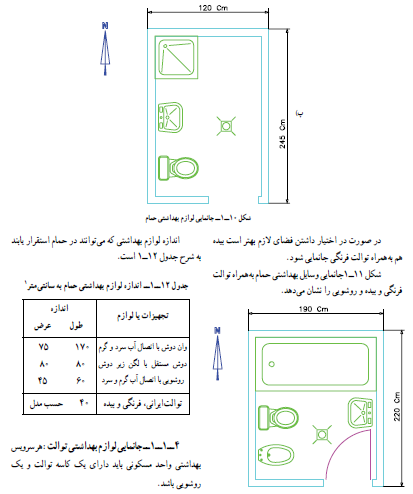 120 Cm
N
245 Cm
ب)
شکل ۱۰-۱- جانمایی لوازم بهداشتی حمام
در صورت در اختیار داشتن فضای لازم بهتر است بیده
هم به‌همراه توالت فرنگی جانمایی شود.
شکل ۱۱-۱جانمایی وسایل بهداشتی حمام به‌همراه توالت
فرنگی و بیده و روشویی را نشان می‌دهد.
اندازه لوازم بهداشتی که می‌توانند در حمام استقرار یابند
به شرح جدول ۱۲-۱ است.
جدول ۱۲-۱- اندازه لوازم بهداشتی حمام به سانتی‌متر۱
تجهیزات یا لوازم اندازه
طول عرض
وان دوش با اتصال آب سرد و گرم ۱۷۰ ۷۵
دوش مستقل با لگن زیر دوش ۸۰ ۸۰
روشویی با اتصال آب گرم و سرد ۶۰ ۴۵
توالت‌ایرانی، فرنگی و بیده ۴۰ حسب مدل
۴-۱-۱- جانمایی لوازم بهداشتی توالت: هر سرویس
بهداشتی واحد مسکونی باید دارای یک کاسه توالت و یک
روشویی باشد.
190 Cm
220 Cm
N